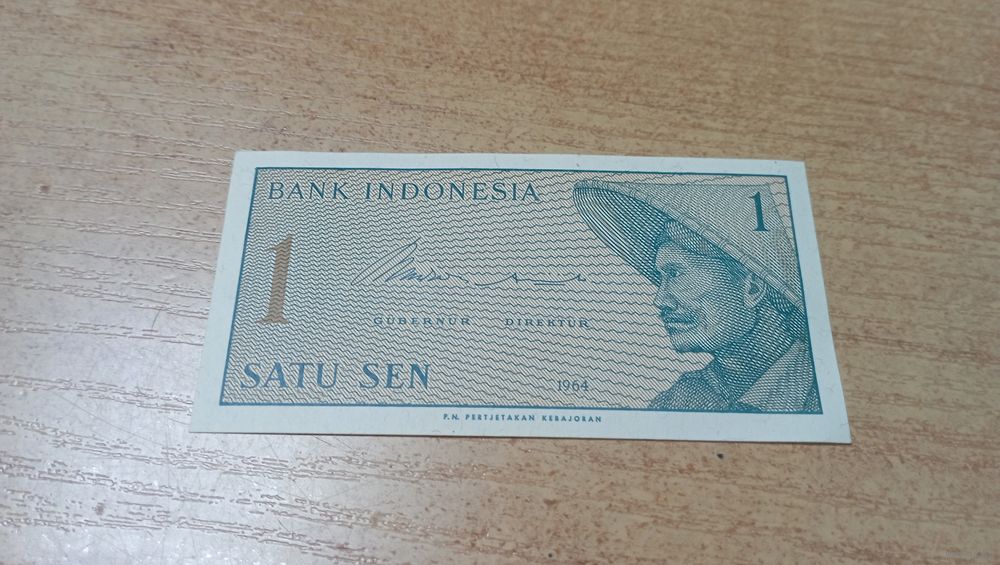 BANK INDONESIA
1
1
GUBERNUR DIREKTUR
SATU SEN
1964
P.N. PERTJETAKAN KEBAJORAN